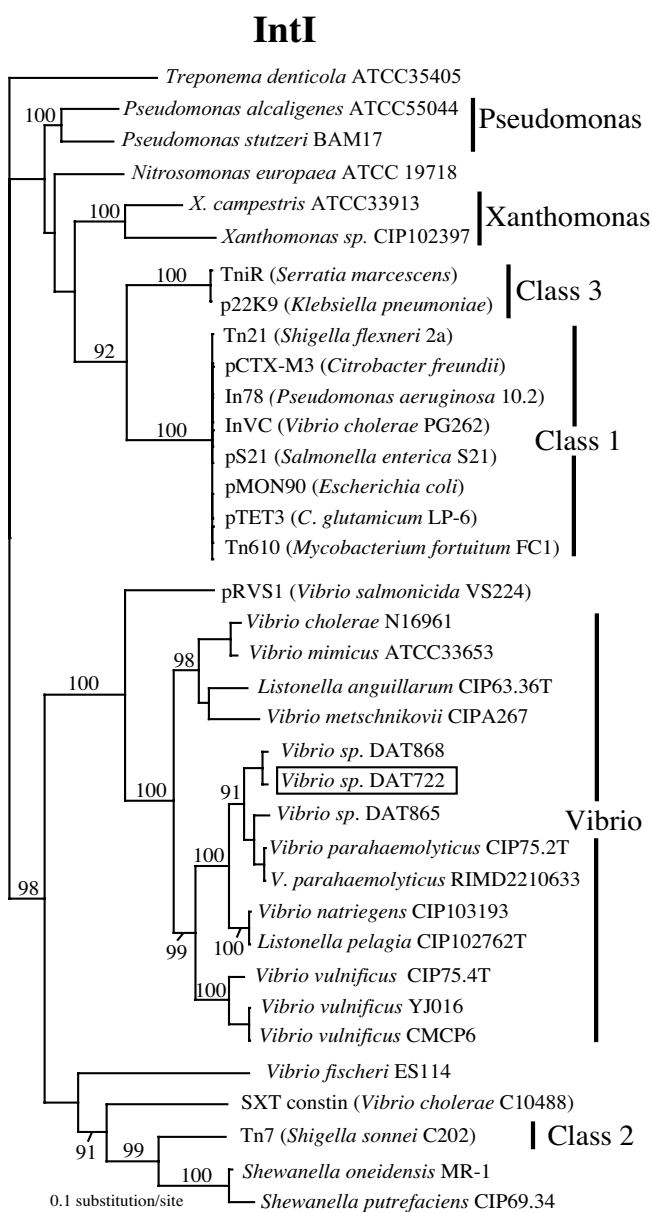 IntI
Treponema denticola ATCC35405
100
Pseudomonas alcaligenes ATCC55044
Pseudomonas stutzeri BAM17
Pseudomonas
Nitrosomonas europaea ATCC 19718
100
X. campestris ATCC33913
Xanthomonas sp. CIP102397
Xanthomonas
100
TniR (Serratia marcescens)
p22K9 (Klebsiella pneumoniae)
Class 3
92
Tn21 (Shigella flexneri 2a)
pCTX-M3 (Citrobacter freundii)
In78 (Pseudomonas aeruginosa 10.2)
InVC (Vibrio cholerae PG262)
100
Class 1
pS21 (Salmonella enterica S21)
pMON90 (Escherichia coli)
pTET3 (C. glutamicum LP-6)
Tn610 (Mycobacterium fortuitum FC1)
pRVS1 (Vibrio salmonicida VS224)
Vibrio cholerae N16961
Vibrio mimicus ATCC33653
98
100
Listonella anguillarum CIP63.36T
Vibrio metschnikovii CIPA267
Vibrio sp. DAT868
Vibrio sp. DAT722
91
100
Vibrio sp. DAT865
Vibrio
Vibrio parahaemolyticus CIP75.2T
100
V. parahaemolyticus RIMD2210633
98
Vibrio natriegens CIP103193
Listonella pelagia CIP102762T
100
99
Vibrio vulnificus CIP75.4T
100
Vibrio vulnificus YJ016
Vibrio vulnificus CMCP6
Vibrio fischeri ES114
SXT constin (Vibrio cholerae C10488)
Tn7 (Shigella sonnei C202)
Class 2
91
99
Shewanella oneidensis MR-1
100
Shewanella putrefaciens CIP69.34
0.1 substitution/site